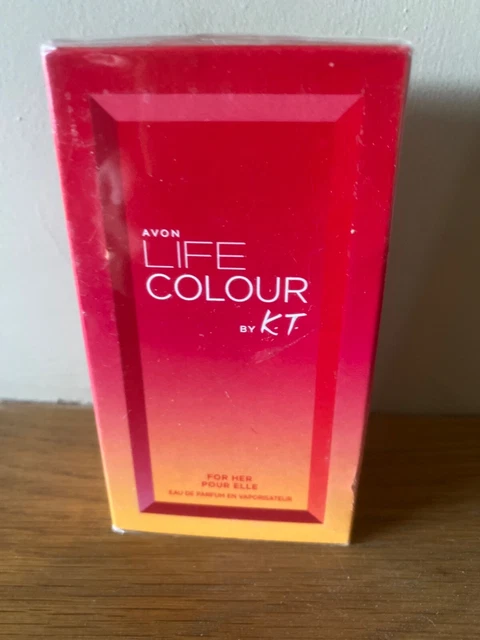 AVON
LIFE
COLOUR
BY K.T.
FOR HER
POUR ELLE
EAU DE PARFUM EN VAPORISATEUR